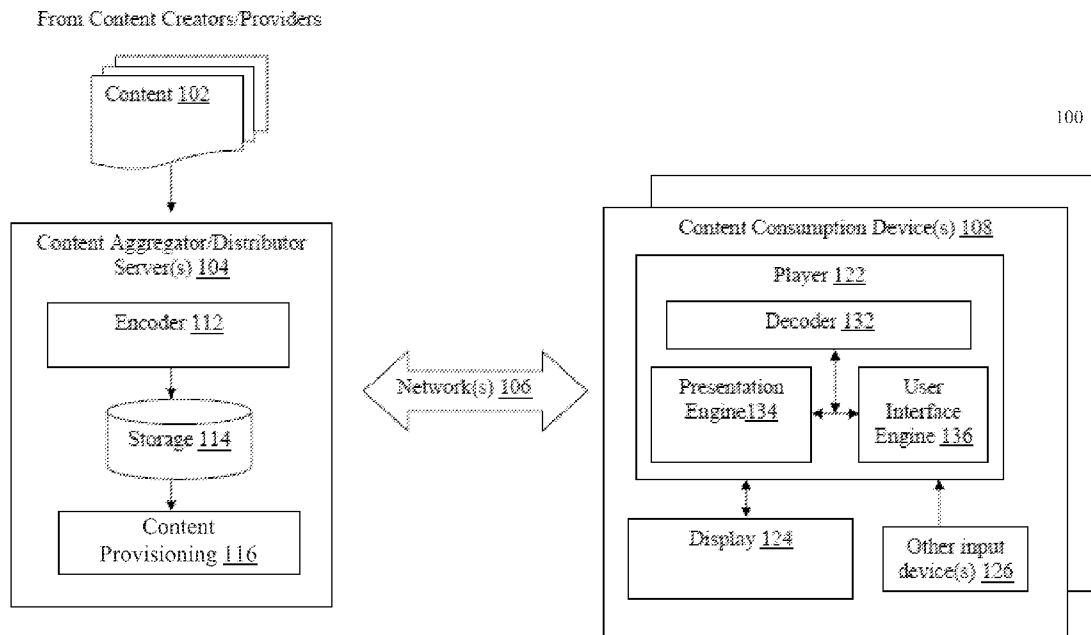 From Content Creators/Providers
Content 102
100
Content Aggregator/Distributor
Server(s) 104
Encoder 112
Storage 114
Content
Provisioning 116
Network(s) 106
Content Consumption Device(s) 108
Player 122
Decoder 132
Presentation
Engine134
User
Interface
Engine 136
Display 124
Other input
device(s) 126